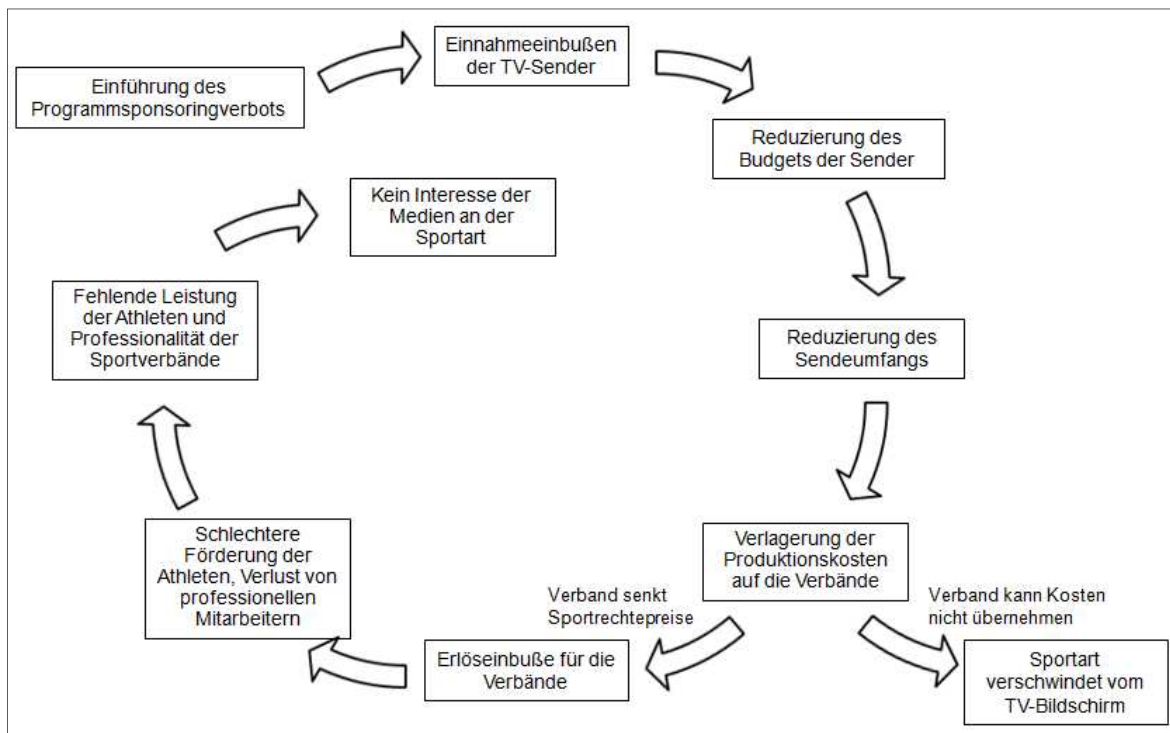 Einführung des
Programmsponsoringverbots
Einnahmeeinbußen
der TV-Sender
Reduzierung des
Budgets der Sender
Reduzierung des
Sendeumfangs
Verlagerung der
Produktionskosten
auf die Verbände
Verband kann Kosten
nicht übernehmen
Sportart
verschwindet vom
TV-Bildschirm
Verband senkt
Sportrechtepreise
Erlöseinbuße für die
Verbände
Schlechtere
Förderung der
Athleten, Verlust von
professionellen
Mitarbeitern
Fehlende Leistung
der Athleten und
Professionalität der
Sportverbände
Kein Interesse der
Medien an der
Sportart